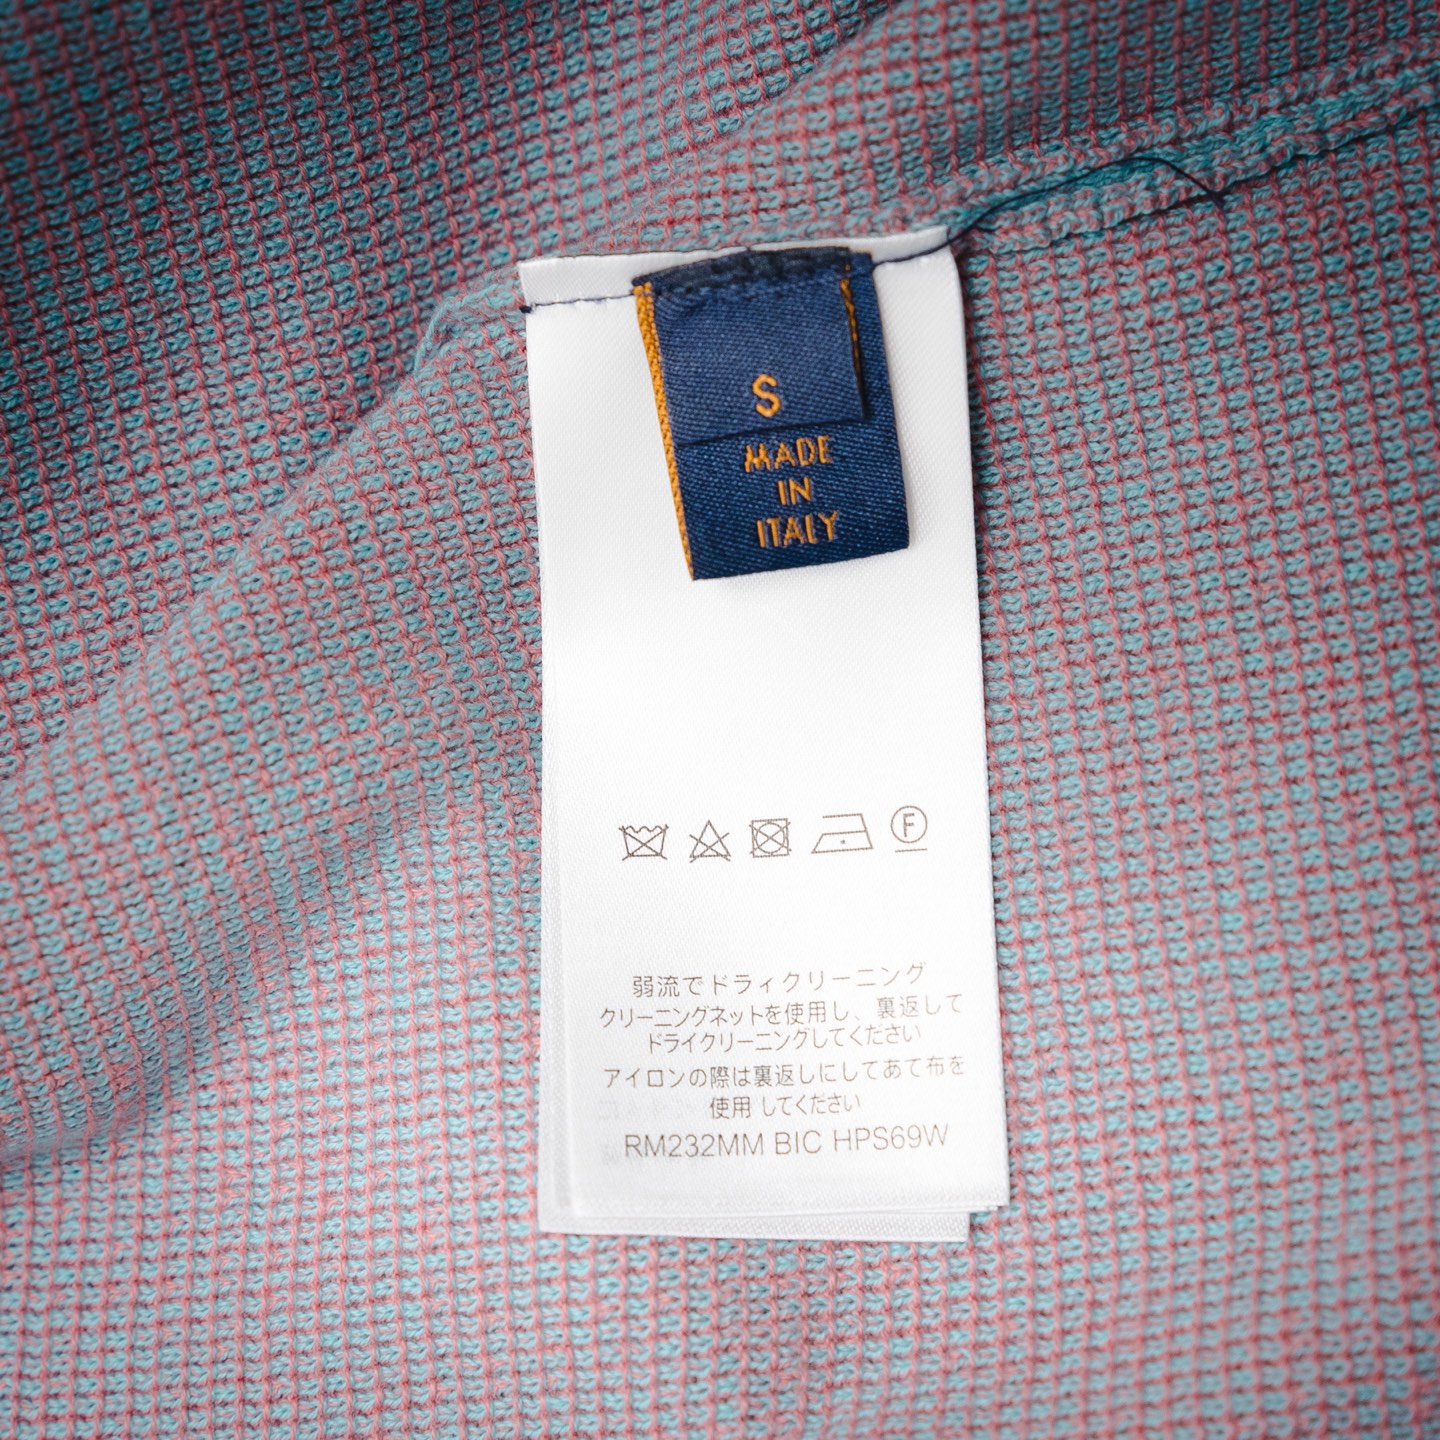 S
MADE
IN
ITALY
F
弱流でドライクリーニング
クリーニングネットを使用し、裏返して
ドライクリーニングしてください
アイロンの際は裏返しにしてあて布を
使用 してください
RM232MM BIC HPS69W